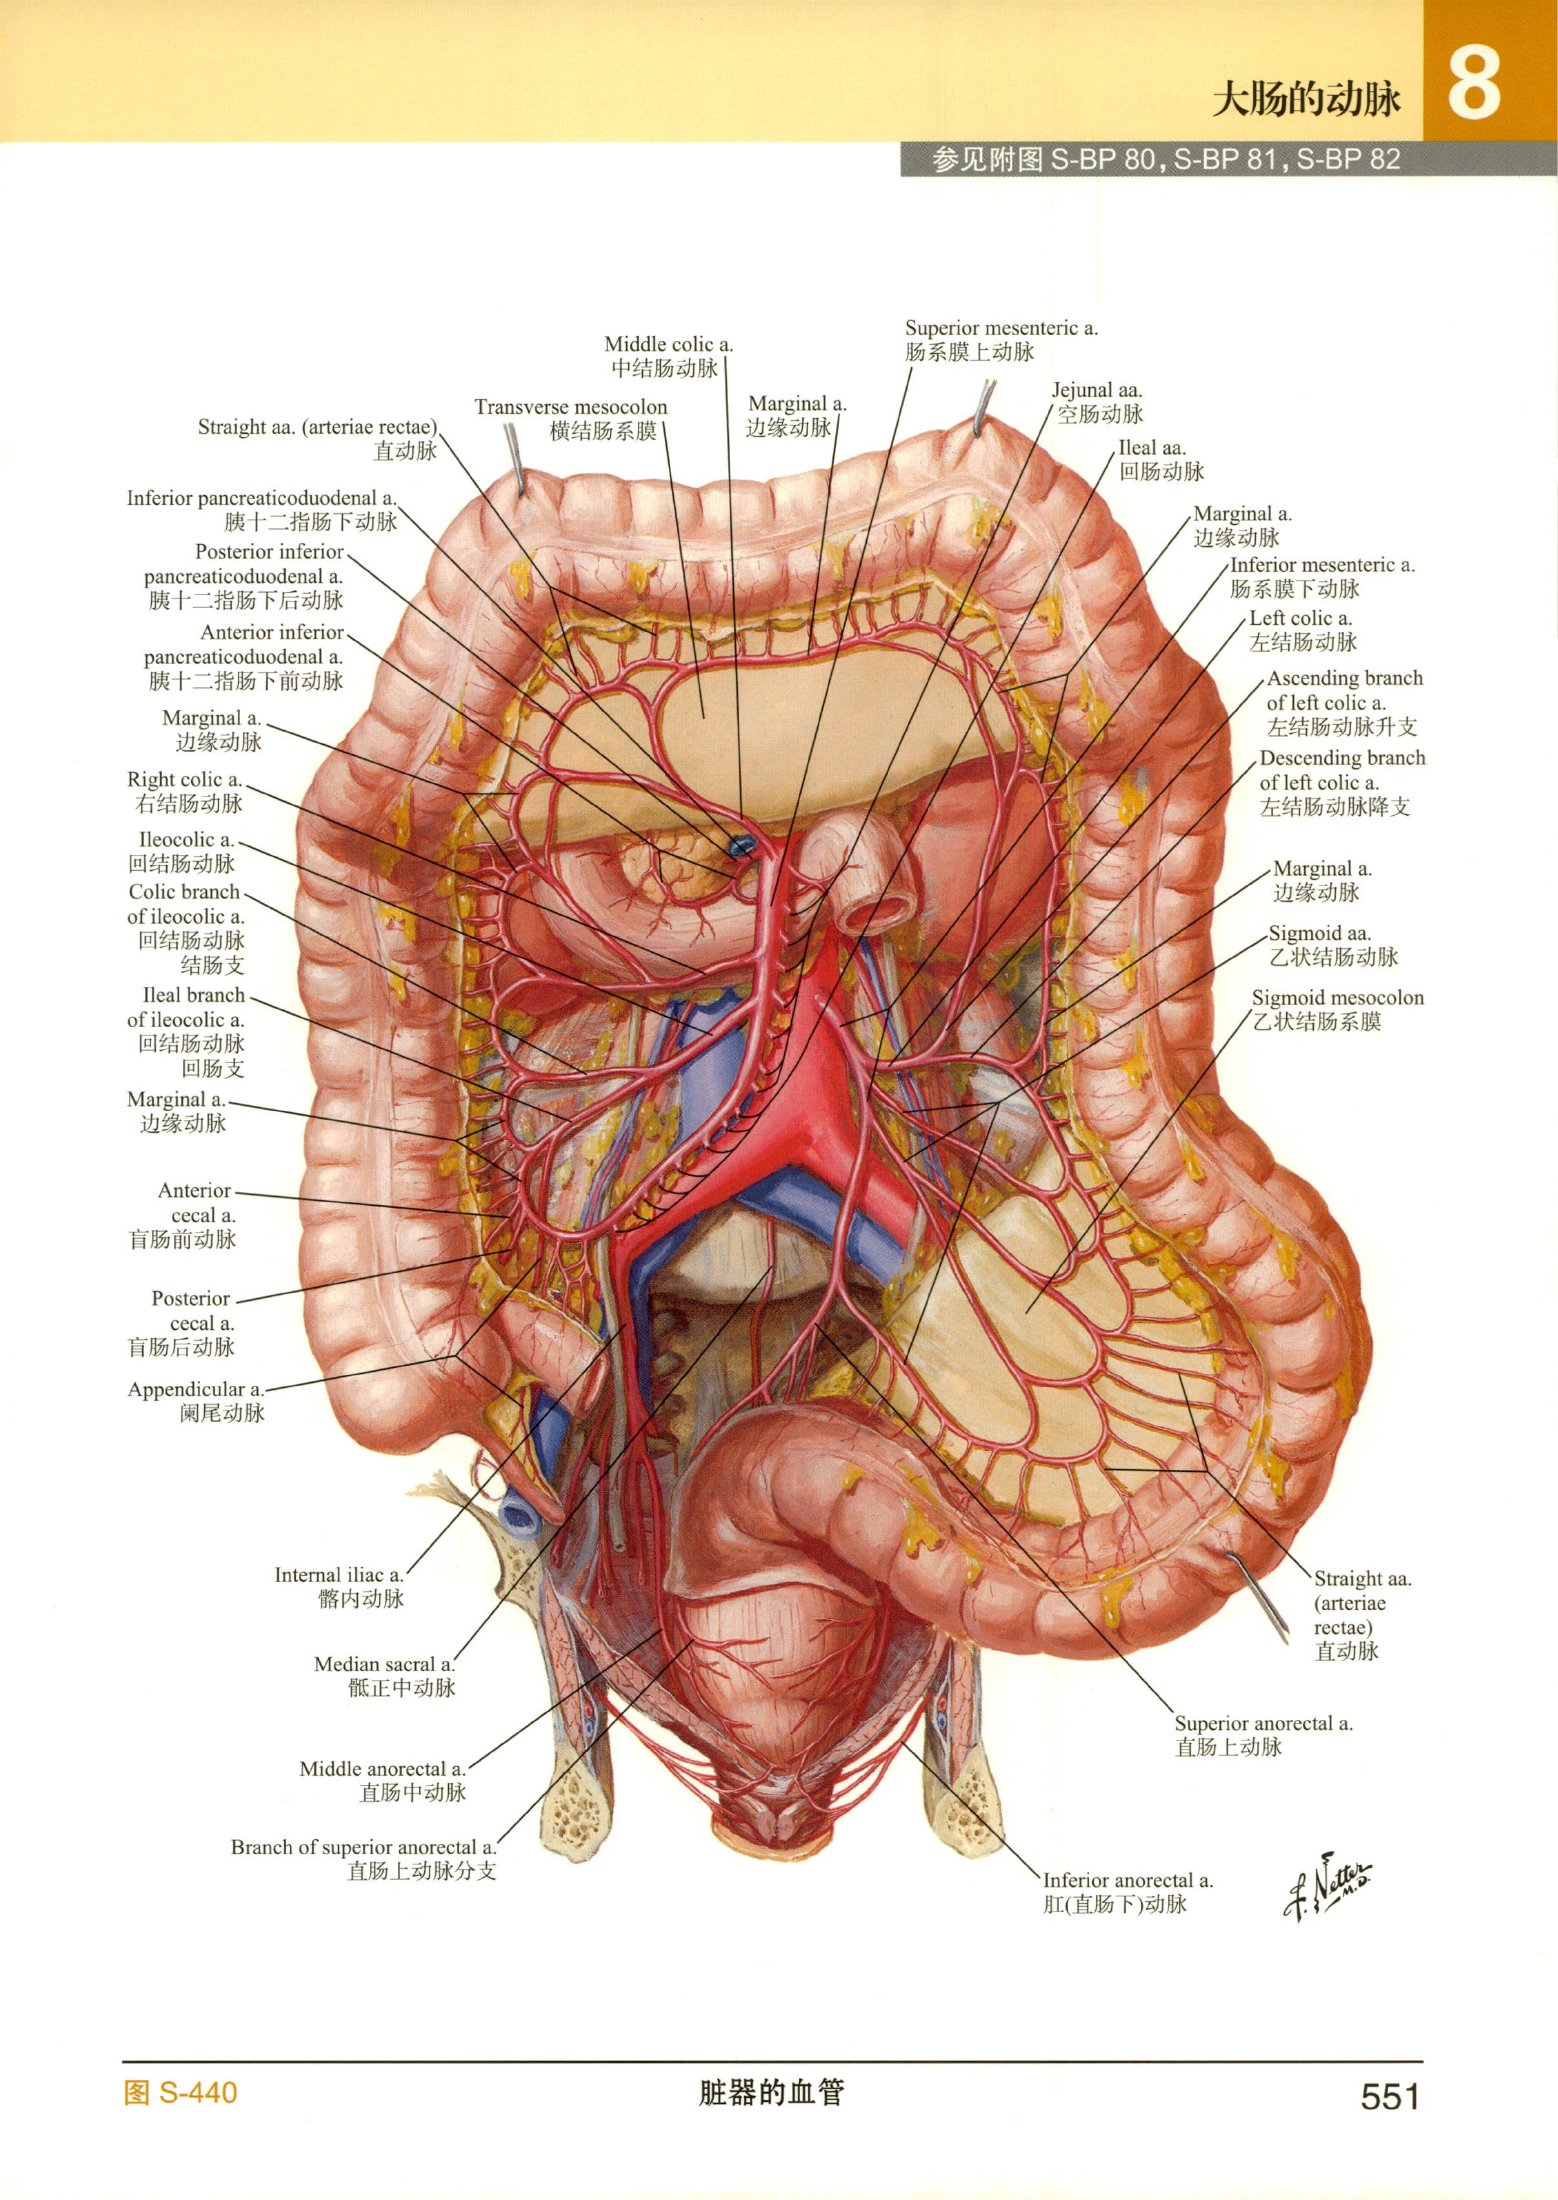 大肠的动脉
8
参见附图 S-BP 80, S-BP 81, S-BP 82
Superior mesenteric a.
肠系膜上动脉
Middle colic a.
中结肠动脉
Jejunal aa.
空肠动脉
Transverse mesocolon
横结肠系膜
Marginal a.
边缘动脉
Straight aa. (arteriae rectae)
直动脉
Ileal aa.
回肠动脉
Inferior pancreaticoduodenal a.
胰十二指肠下动脉
Marginal a.
边缘动脉
Posterior inferior
pancreaticoduodenal a.
胰十二指肠下后动脉
Inferior mesenteric a.
肠系膜下动脉
Left colic a.
左结肠动脉
Anterior inferior
pancreaticoduodenal a.
胰十二指肠下前动脉
Ascending branch
of left colic a.
左结肠动脉升支
Marginal a.
边缘动脉
Descending branch
of left colic a.
左结肠动脉降支
Right colic a.
右结肠动脉
Ileocolic a.
回结肠动脉
Marginal a.
边缘动脉
Colic branch
of ileocolic a.
回结肠动脉
结肠支
Sigmoid aa.
乙状结肠动脉
Ileal branch
of ileocolic a.
回结肠动脉
回肠支
Sigmoid mesocolon
乙状结肠系膜
Marginal a.
边缘动脉
Anterior
cecal a.
盲肠前动脉
Posterior
cecal a.
盲肠后动脉
Appendicular a.
阑尾动脉
Internal iliac a.
髂内动脉
Straight aa.
(arteriae
rectae)
直动脉
Median sacral a.
骶正中动脉
Superior anorectal a.
直肠上动脉
Middle anorectal a.
直肠中动脉
Branch of superior anorectal a.
直肠上动脉分支
Inferior anorectal a.
肛(直肠下)动脉
F. Netter
M.D.
图 S-440
脏器的血管
551